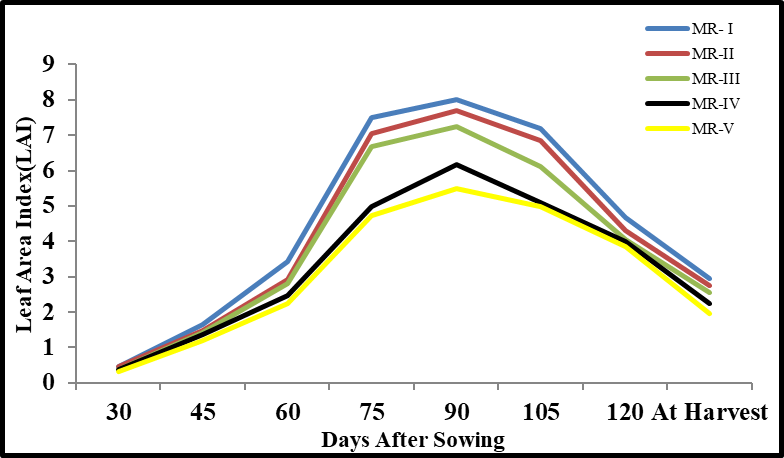 MR- I
MR-II
MR-III
MR-IV
MR-V
Leaf Area Index(LAI)
9
8
7
6
5
4
3
2
1
0
30 45 60 75 90 105 120 At Harvest
Days After Sowing